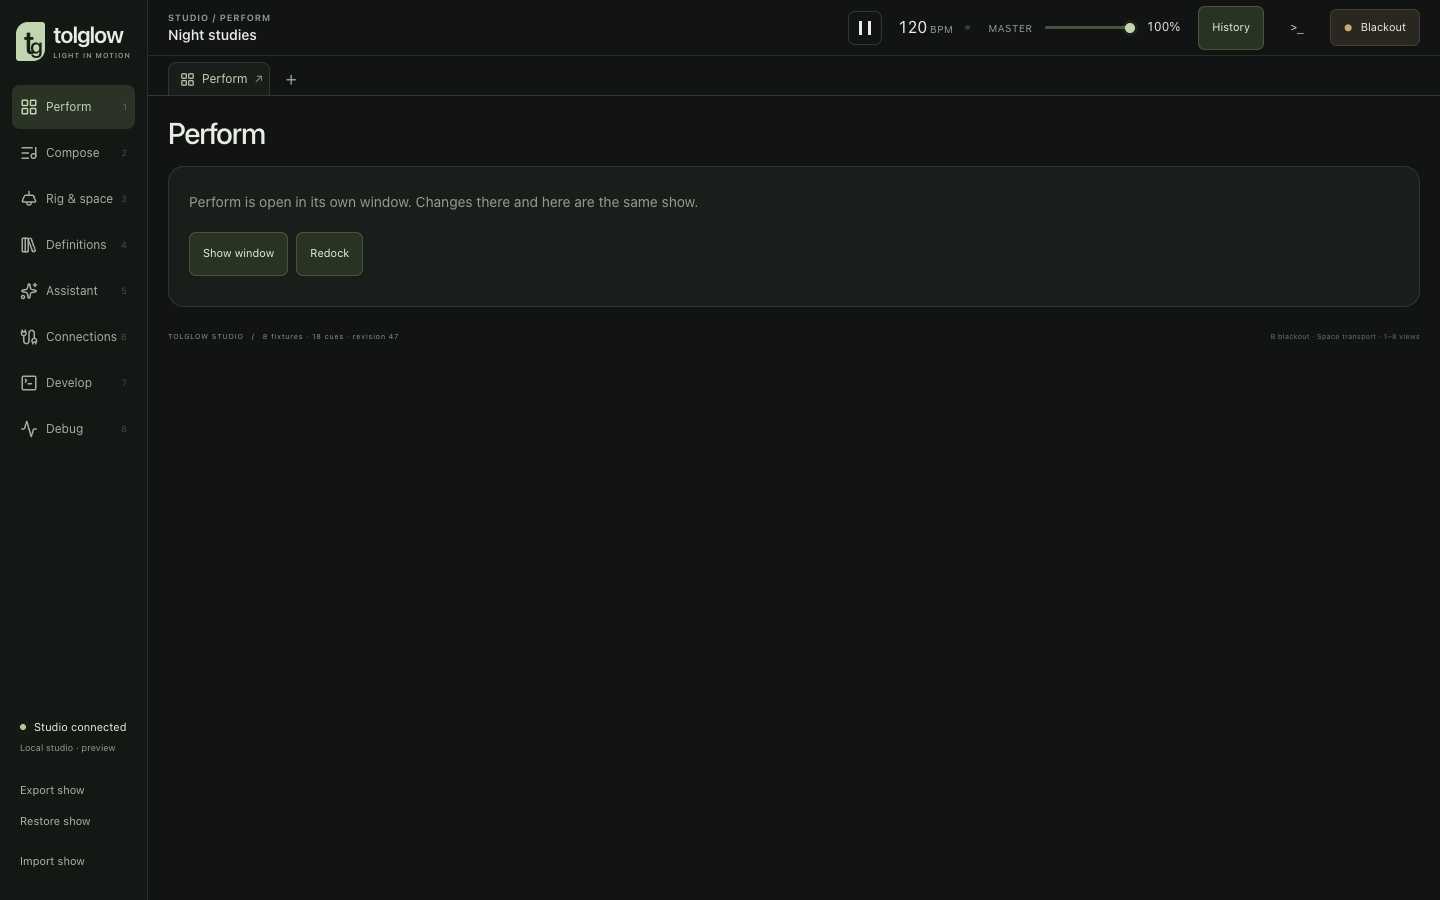 tg tolglow
LIGHT IN MOTION
Perform 1
Compose 2
Rig & space 3
Definitions 4
Assistant 5
Connections 6
Develop 7
Debug 8
Studio connected
Local studio · preview
Export show
Restore show
Import show
STUDIO / PERFORM
Night studies
120 BPM
MASTER
100%
History
>_
Blackout
Perform ↗
+
Perform
Perform is open in its own window. Changes there and here are the same show.
Show window
Redock
TOLGLOW STUDIO / 8 fixtures · 18 cues · revision 47
B blackout · Space transport · 1–8 views